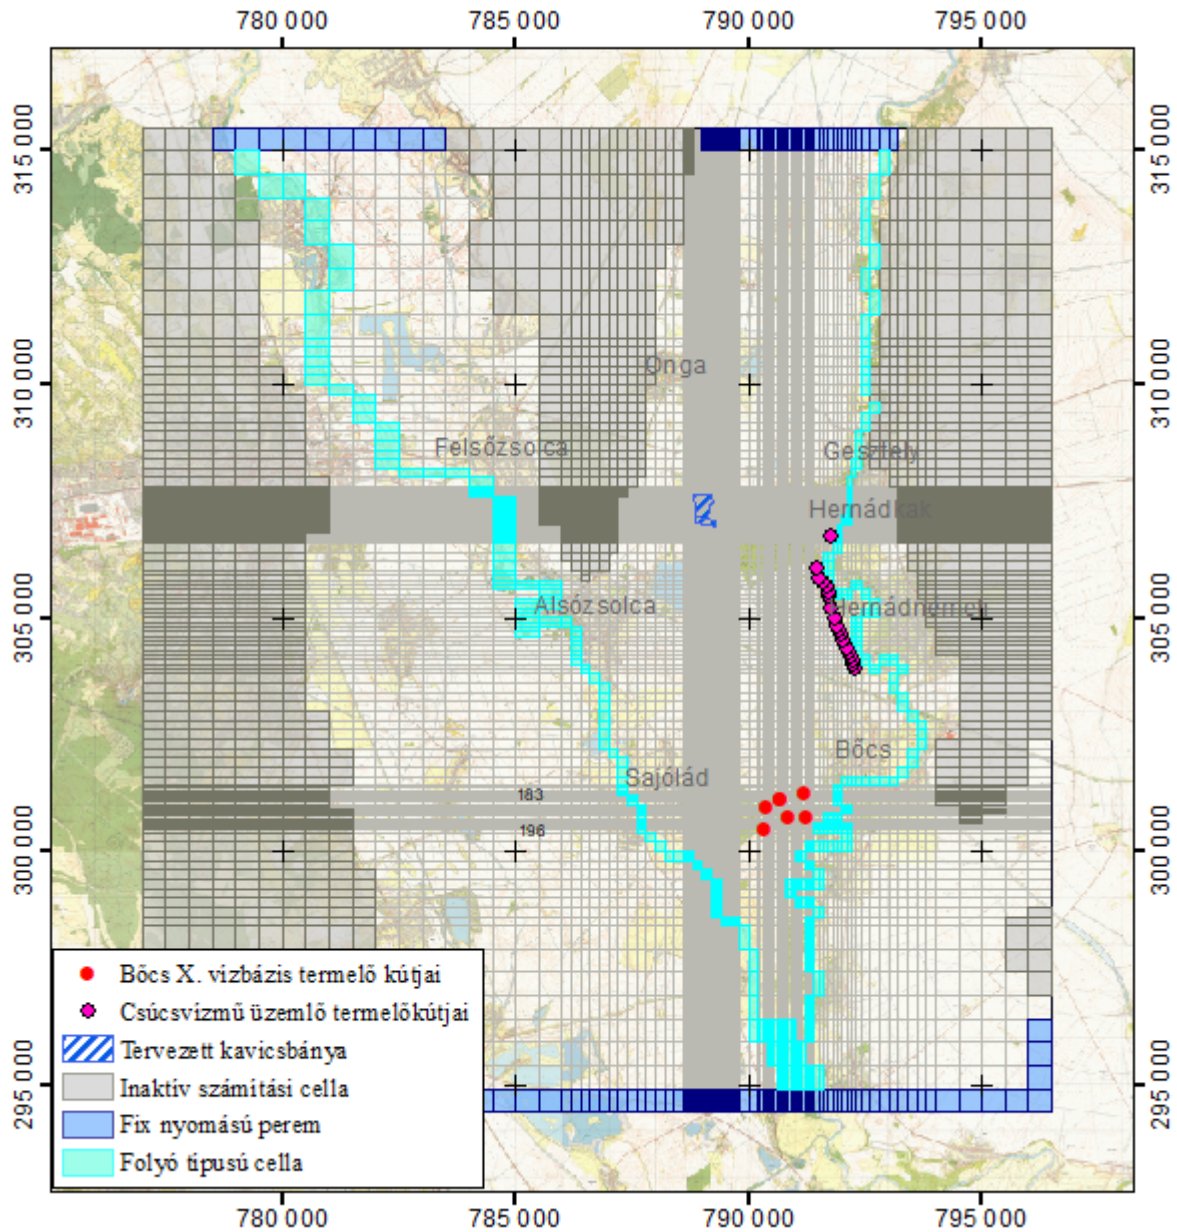 780 000 785 000 790 000 795 000
315 000 315 000
Onga
310 000 310 000
Felsőzsolca
Gesztely
Hernádkak
Alsózsolca
Hernádnémeti
305 000 305 000
Bőcs
Sajólád
183
196
300 000 300 000
Bőcs X. vízbázis termelő kútjai
Csúcsvízmű üzemlő termelőkútjai
Tervezett kavicsbánya
Inaktív számítási cella
Fix nyomású perem
Folyó típusú cella
295 000 295 000
780 000 785 000 790 000 795 000